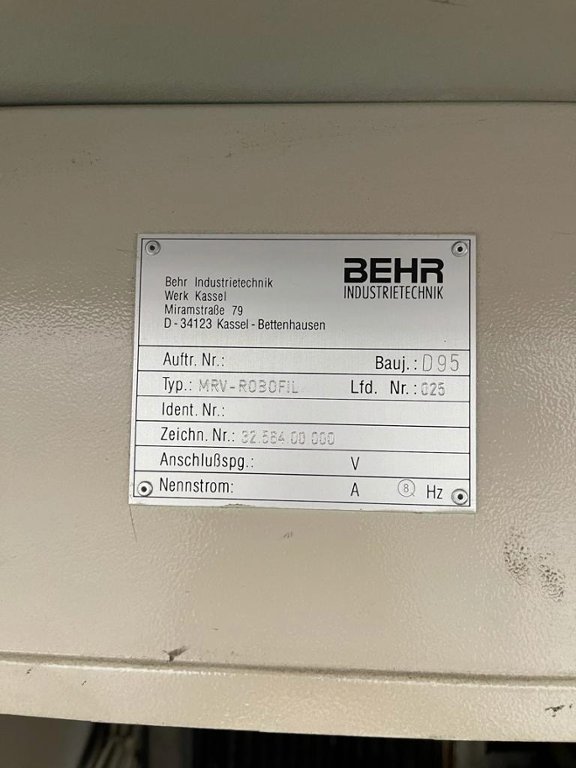 Behr Industrietechnik
Werk Kassel
Miramstraße 79
D-34123 Kassel-Bettenhausen
BEHR
INDUSTRIETECHNIK
Auftr. Nr.: Bauj.: D95
Typ.: MRV-ROBOFIL Lfd. Nr.: 025
Ident. Nr.:
Zeichn. Nr.: 32.584.00.000
Anschlußspg.: V
Nennstrom: A 8 Hz